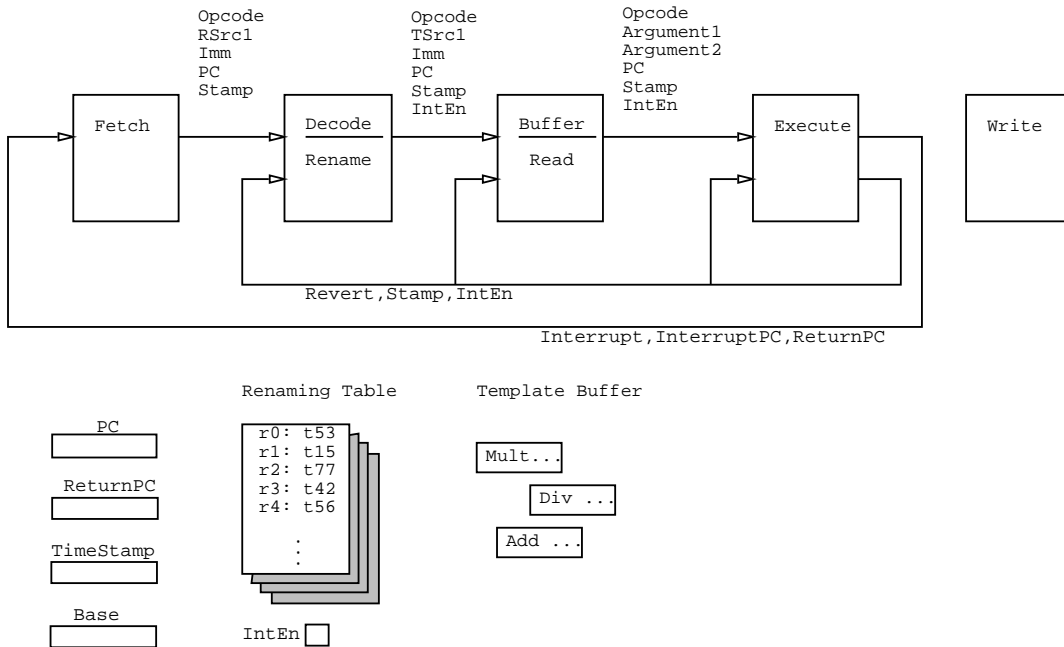 Opcode
RSrc1
Imm
PC
Stamp
Opcode
TSrc1
Imm
PC
Stamp
IntEn
Opcode
Argument1
Argument2
PC
Stamp
IntEn
Fetch
Decode
Rename
Buffer
Read
Execute
Write
Revert,Stamp,IntEn
Interrupt,InterruptPC,ReturnPC
Renaming Table
Template Buffer
PC
ReturnPC
TimeStamp
Base
r0: t53
r1: t15
r2: t77
r3: t42
r4: t56
.
.
.
IntEn
Mult...
Div ...
Add ...